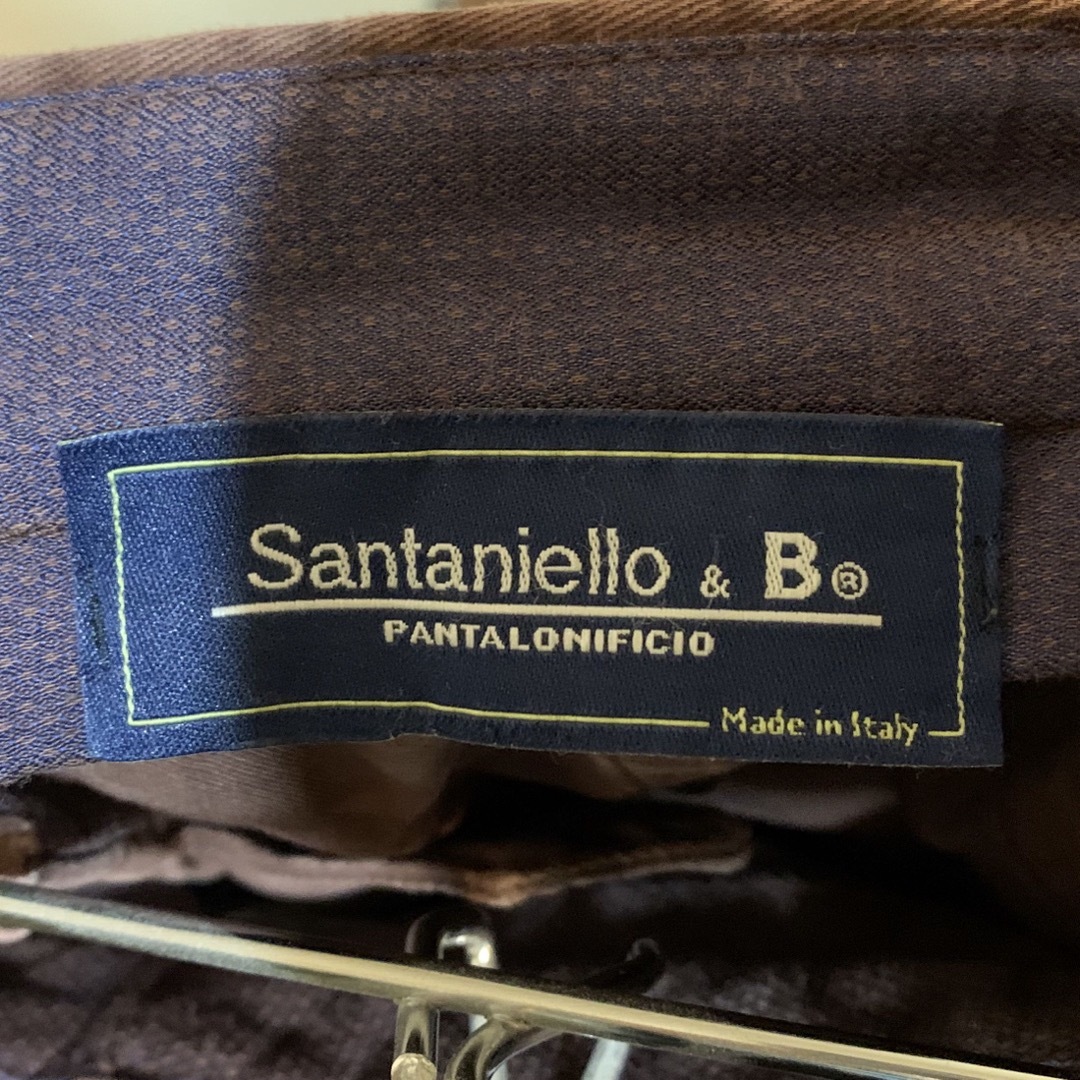 Santaniello & B®
PANTALONIFICIO
Made in Italy